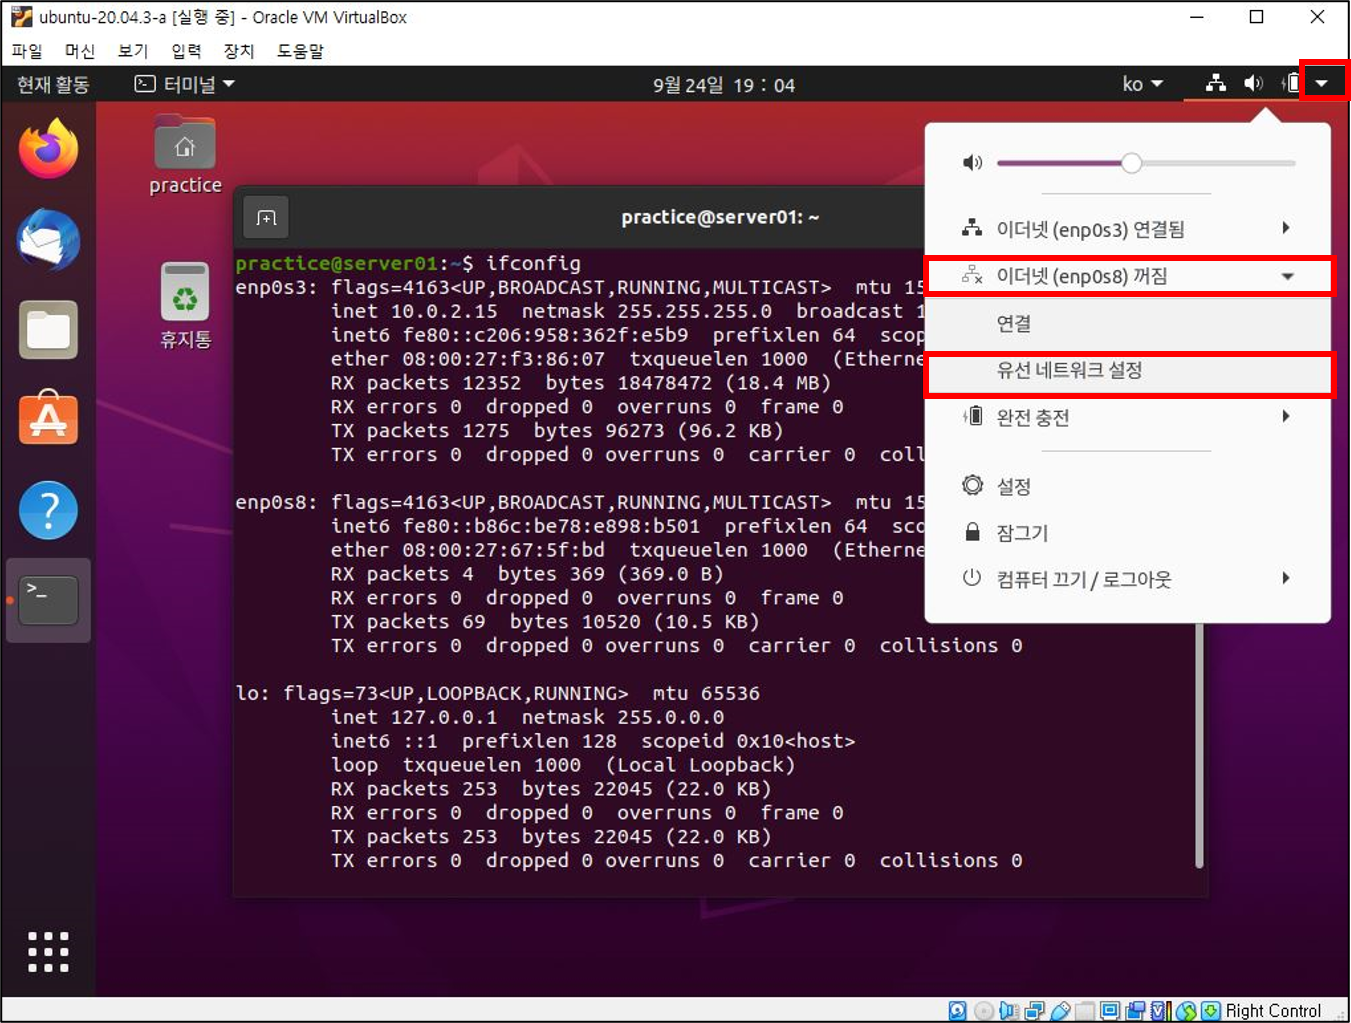 ubuntu-20.04.3-a [실행 중] - Oracle VM VirtualBox
파일 머신 보기 입력 장치 도움말
현재 활동 터미널 9월 24일 19 : 04 ko
practice
휴지통
practice@server01: ~
practice@server01:~$ ifconfig
enp0s3: flags=4163<UP,BROADCAST,RUNNING,MULTICAST> mtu 15
inet 10.0.2.15 netmask 255.255.255.0 broadcast 1
inet6 fe80::c206:958:362f:e5b9 prefixlen 64 scop
ether 08:00:27:f3:86:07 txqueuelen 1000 (Etherne
RX packets 12352 bytes 18478472 (18.4 MB)
RX errors 0 dropped 0 overruns 0 frame 0
TX packets 1275 bytes 96273 (96.2 KB)
TX errors 0 dropped 0 overruns 0 carrier 0 coll
enp0s8: flags=4163<UP,BROADCAST,RUNNING,MULTICAST> mtu 15
inet6 fe80::b86c:be78:e898:b501 prefixlen 64 sco
ether 08:00:27:67:5f:bd txqueuelen 1000 (Etherne
RX packets 4 bytes 369 (369.0 B)
RX errors 0 dropped 0 overruns 0 frame 0
TX packets 69 bytes 10520 (10.5 KB)
TX errors 0 dropped 0 overruns 0 carrier 0 collisions 0
lo: flags=73<UP,LOOPBACK,RUNNING> mtu 65536
inet 127.0.0.1 netmask 255.0.0.0
inet6 ::1 prefixlen 128 scopeid 0x10<host>
loop txqueuelen 1000 (Local Loopback)
RX packets 253 bytes 22045 (22.0 KB)
RX errors 0 dropped 0 overruns 0 frame 0
TX packets 253 bytes 22045 (22.0 KB)
TX errors 0 dropped 0 overruns 0 carrier 0 collisions 0
이더넷 (enp0s3) 연결됨
이더넷 (enp0s8) 꺼짐
연결
유선 네트워크 설정
완전 충전
설정
잠그기
컴퓨터 끄기 / 로그아웃
Right Control